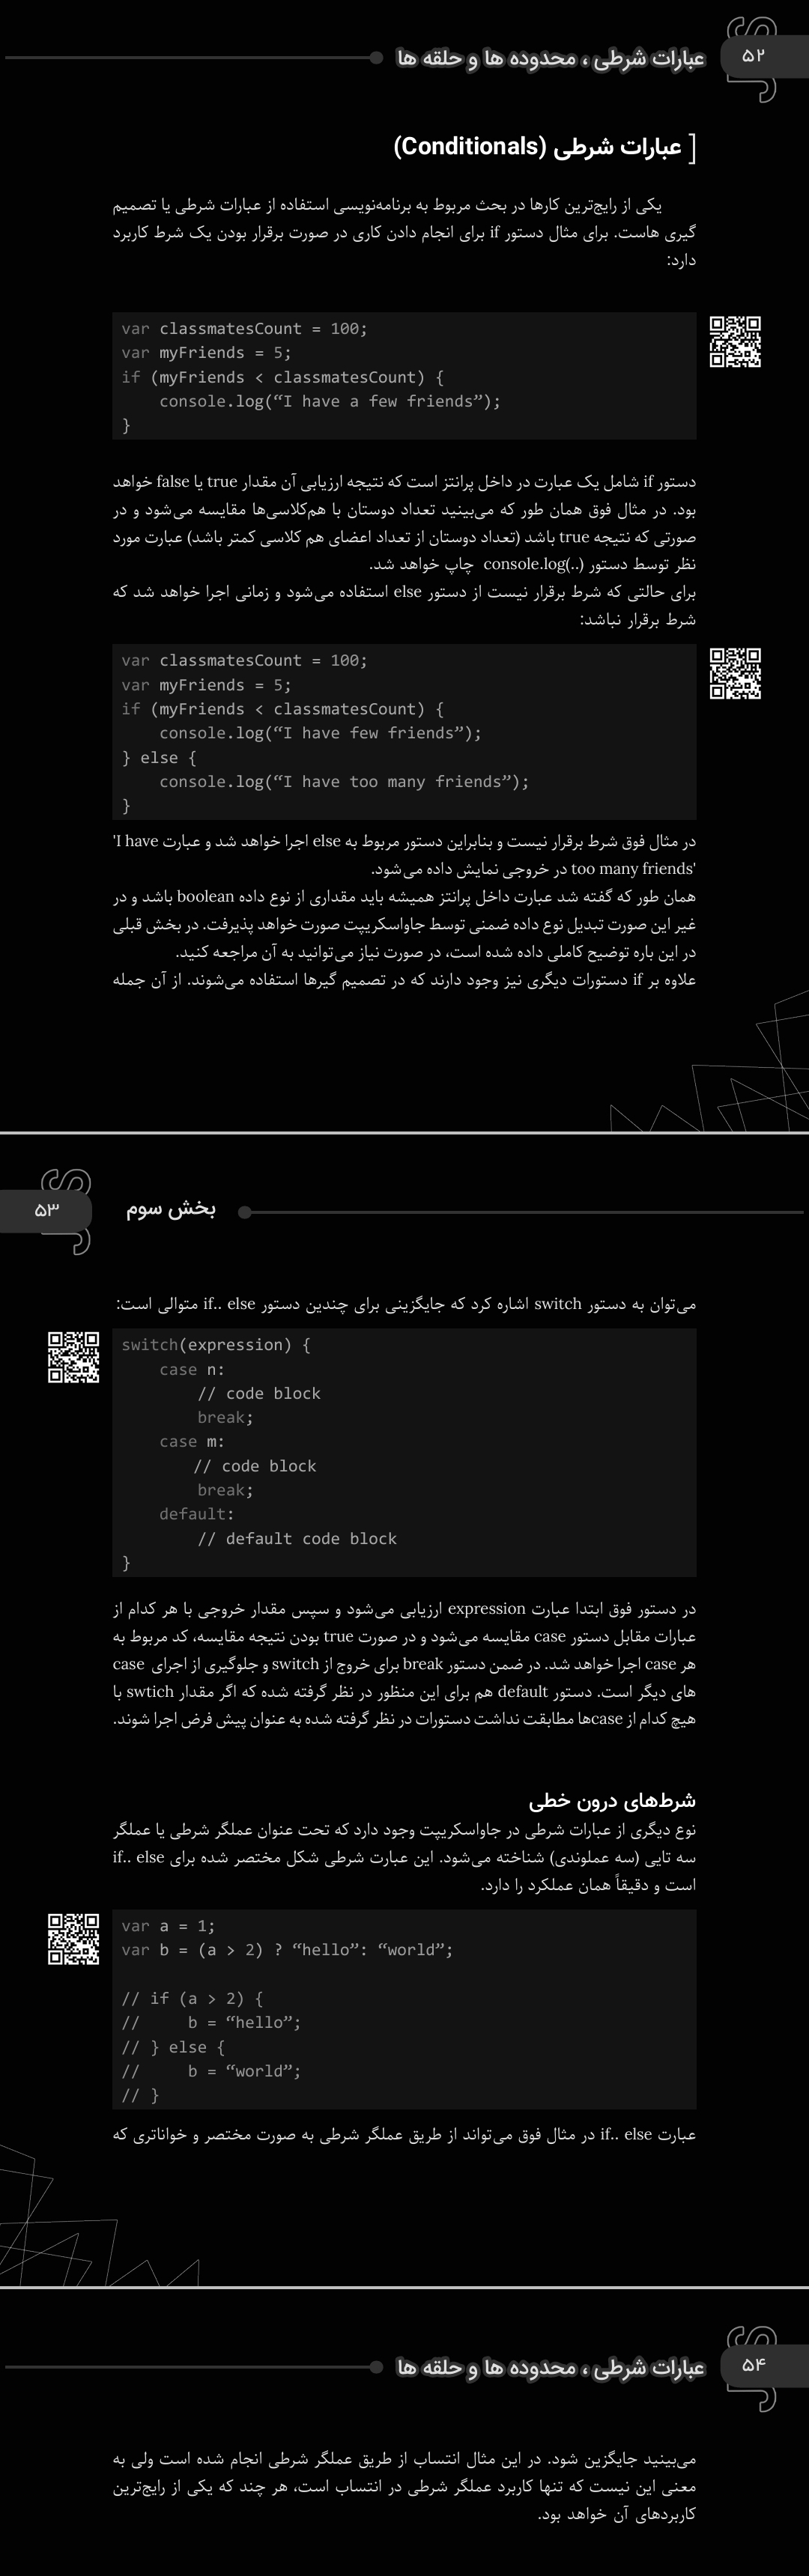 ۵۲
عبارات شرطی ، محدوده ها و حلقه ها
[ عبارات شرطی (Conditionals)
یکی از رایج‌ترین کارها در بحث مربوط به برنامه‌نویسی استفاده از عبارات شرطی یا تصمیم
گیری هاست. برای مثال دستور if برای انجام دادن کاری در صورت برقرار بودن یک شرط کاربرد
دارد:
var classmatesCount = 100;
var myFriends = 5;
if (myFriends < classmatesCount) {
    console.log(“I have a few friends”);
}
دستور if شامل یک عبارت در داخل پرانتز است که نتیجه ارزیابی آن مقدار true یا false خواهد
بود. در مثال فوق همان طور که می‌بینید تعداد دوستان با هم‌کلاسی‌ها مقایسه می‌شود و در
صورتی که نتیجه true باشد (تعداد دوستان از تعداد اعضای هم کلاسی کمتر باشد) عبارت مورد
نظر توسط دستور console.log(..) چاپ خواهد شد.
برای حالتی که شرط برقرار نیست از دستور else استفاده می‌شود و زمانی اجرا خواهد شد که
شرط برقرار نباشد:
var classmatesCount = 100;
var myFriends = 5;
if (myFriends < classmatesCount) {
    console.log(“I have few friends”);
} else {
    console.log(“I have too many friends”);
}
در مثال فوق شرط برقرار نیست و بنابراین دستور مربوط به else اجرا خواهد شد و عبارت 'I have
too many friends' در خروجی نمایش داده می‌شود.
همان طور که گفته شد عبارت داخل پرانتز همیشه باید مقداری از نوع داده boolean باشد و در
غیر این صورت تبدیل نوع داده ضمنی توسط جاواسکریپت صورت خواهد پذیرفت. در بخش قبلی
در این باره توضیح کاملی داده شده است، در صورت نیاز می‌توانید به آن مراجعه کنید.
علاوه بر if دستورات دیگری نیز وجود دارند که در تصمیم گیرها استفاده می‌شوند. از آن جمله
۵۳
بخش سوم
می‌توان به دستور switch اشاره کرد که جایگزینی برای چندین دستور if.. else متوالی است:
switch(expression) {
    case n:
        // code block
        break;
    case m:
        // code block
        break;
    default:
        // default code block
}
در دستور فوق ابتدا عبارت expression ارزیابی می‌شود و سپس مقدار خروجی با هر کدام از
عبارات مقابل دستور case مقایسه می‌شود و در صورت true بودن نتیجه مقایسه، کد مربوط به
هر case اجرا خواهد شد. در ضمن دستور break برای خروج از switch و جلوگیری از اجرای case
های دیگر است. دستور default هم برای این منظور در نظر گرفته شده که اگر مقدار swtich با
هیچ کدام از case‌ها مطابقت نداشت دستورات در نظر گرفته شده به عنوان پیش فرض اجرا شوند.
شرط‌های درون خطی
نوع دیگری از عبارات شرطی در جاواسکریپت وجود دارد که تحت عنوان عملگر شرطی یا عملگر
سه تایی (سه عملوندی) شناخته می‌شود. این عبارت شرطی شکل مختصر شده برای if.. else
است و دقیقاً همان عملکرد را دارد.
var a = 1;
var b = (a > 2) ? “hello”: “world”;
// if (a > 2) {
//     b = “hello”;
// } else {
//     b = “world”;
// }
عبارت if.. else در مثال فوق می‌تواند از طریق عملگر شرطی به صورت مختصر و خواناتری که
۵۴
عبارات شرطی ، محدوده ها و حلقه ها
می‌بینید جایگزین شود. در این مثال انتساب از طریق عملگر شرطی انجام شده است ولی به
معنی این نیست که تنها کاربرد عملگر شرطی در انتساب است، هر چند که یکی از رایج‌ترین
کاربردهای آن خواهد بود.